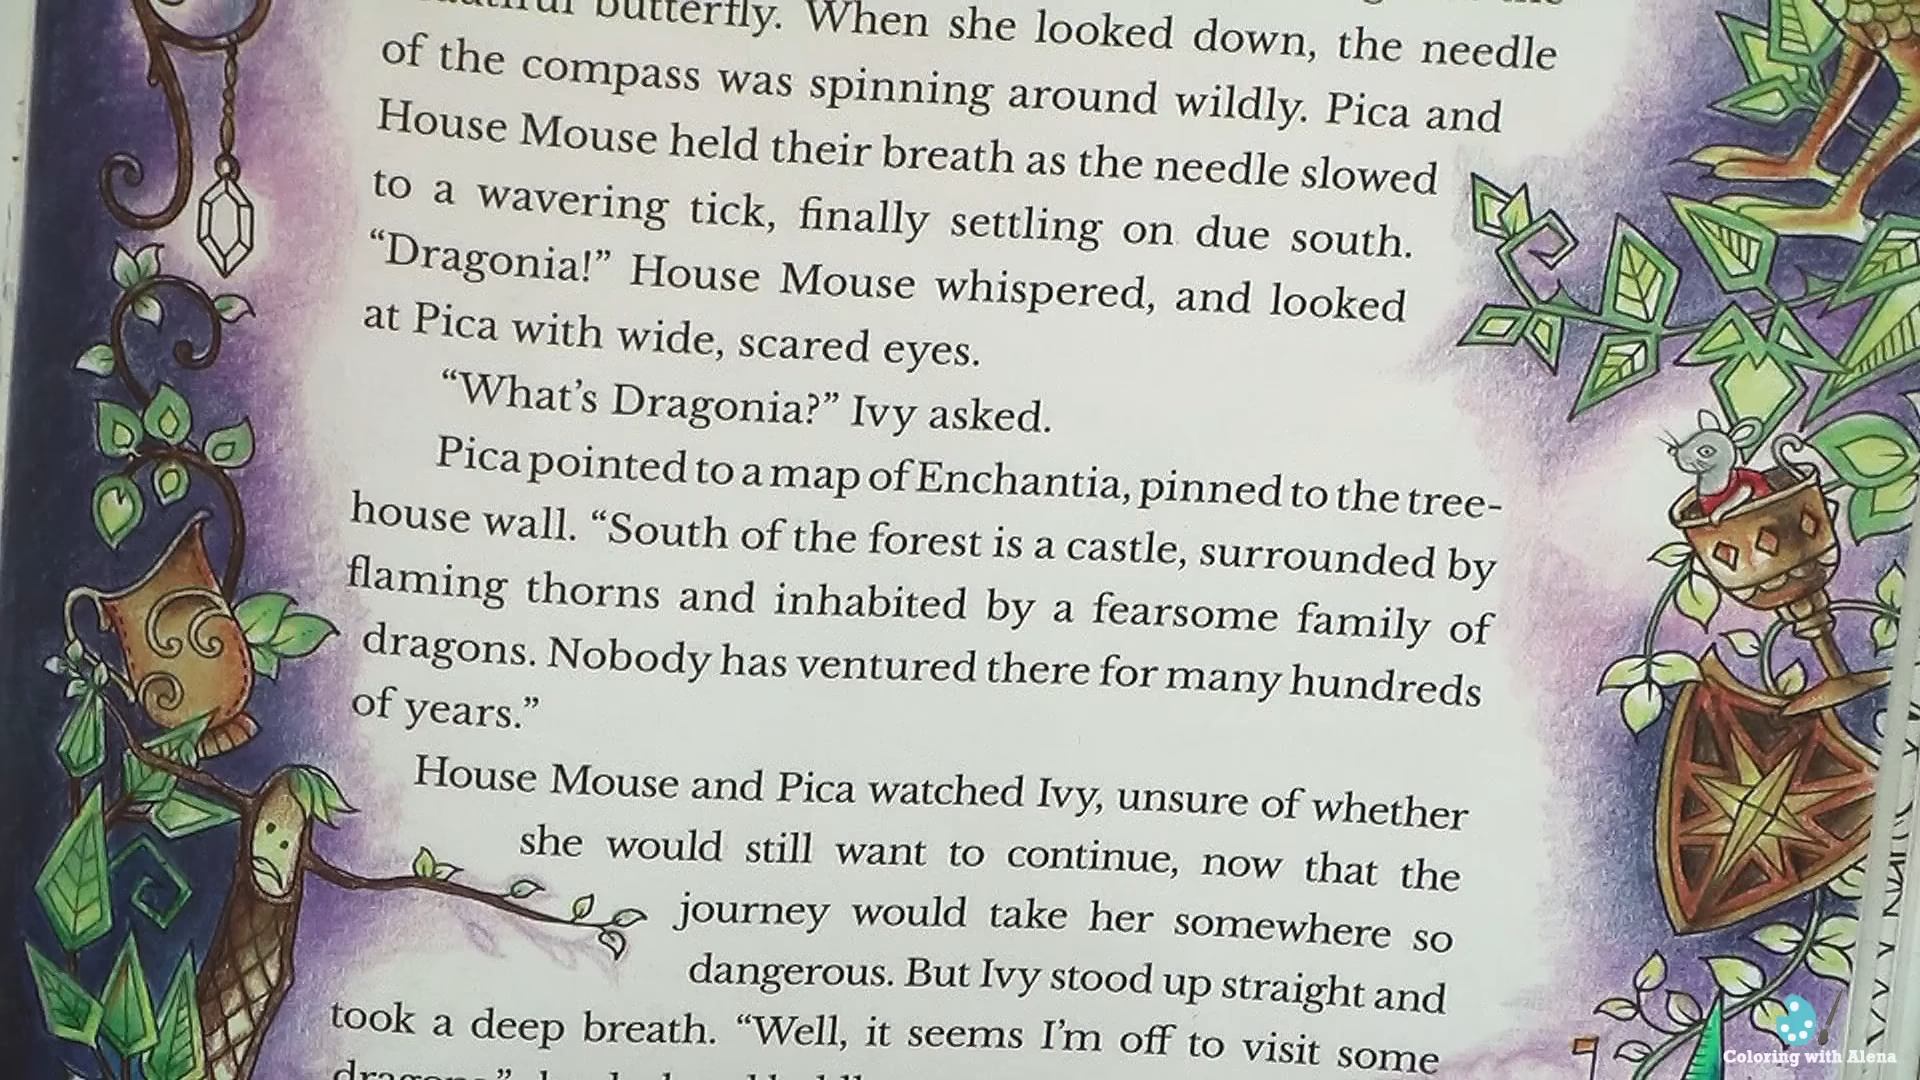 butterfly. When she looked down, the needle
of the compass was spinning around wildly. Pica and
House Mouse held their breath as the needle slowed
to a wavering tick, finally settling on due south.
“Dragonia!” House Mouse whispered, and looked
at Pica with wide, scared eyes.
“What’s Dragonia?” Ivy asked.
Pica pointed to a map of Enchantia, pinned to the tree-
house wall. “South of the forest is a castle, surrounded by
flaming thorns and inhabited by a fearsome family of
dragons. Nobody has ventured there for many hundreds
of years.”
House Mouse and Pica watched Ivy, unsure of whether
she would still want to continue, now that the
journey would take her somewhere so
dangerous. But Ivy stood up straight and
took a deep breath. “Well, it seems I’m off to visit some
Coloring with Alena